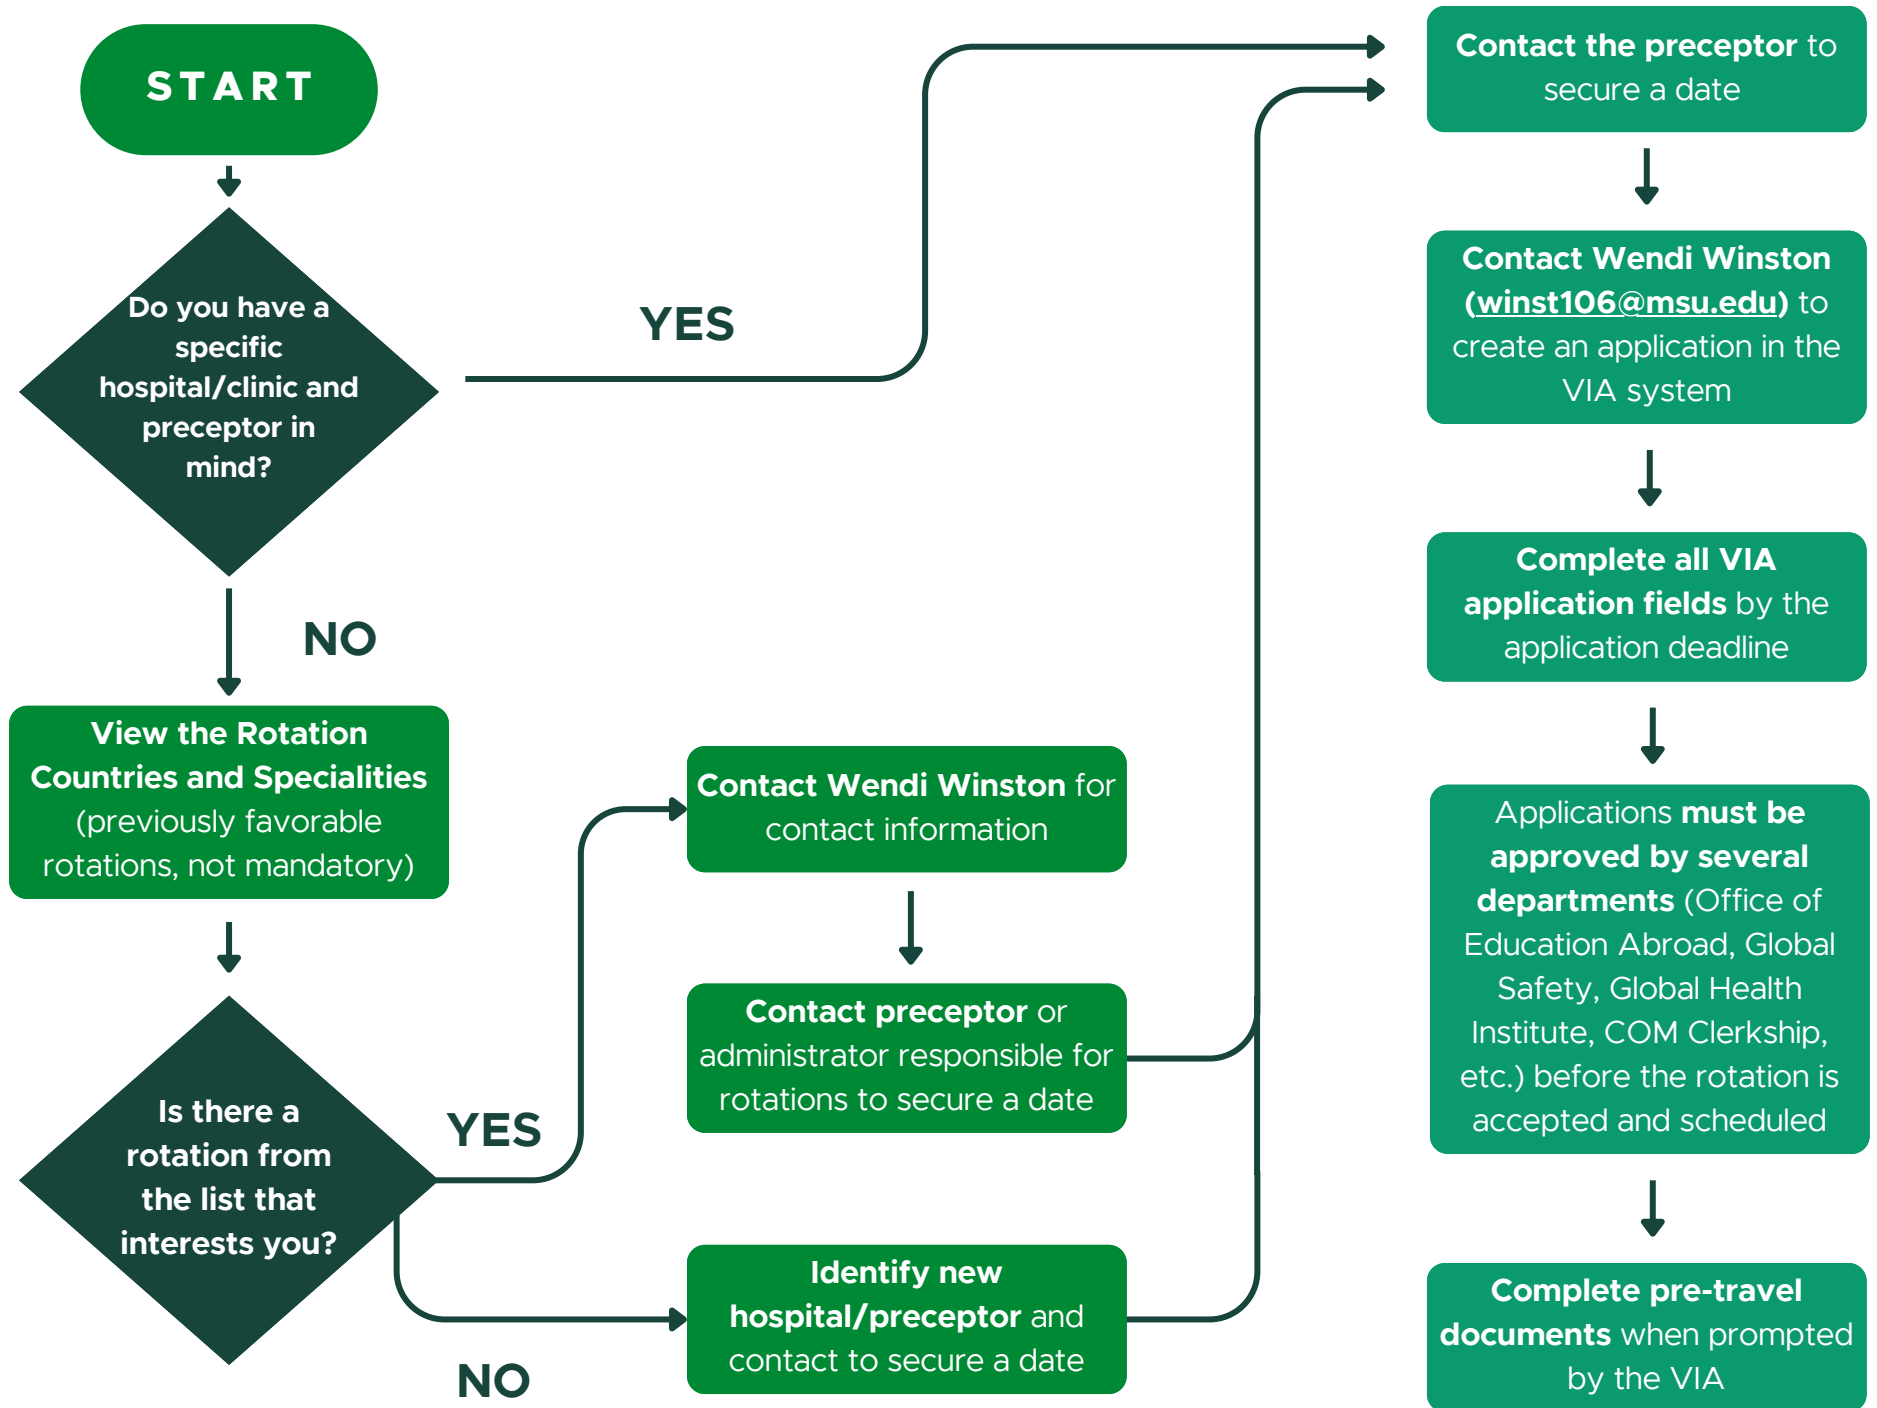 START
Do you have a
specific
hospital/clinic and
preceptor in
mind?
YES
NO
View the Rotation
Countries and Specialities
(previously favorable
rotations, not mandatory)
Is there a
rotation from
the list that
interests you?
YES
NO
Contact Wendi Winston for
contact information
Contact preceptor or
administrator responsible for
rotations to secure a date
Identify new
hospital/preceptor and
contact to secure a date
Contact the preceptor to
secure a date
Contact Wendi Winston
(winst106@msu.edu) to
create an application in the
VIA system
Complete all VIA
application fields by the
application deadline
Applications must be
approved by several
departments (Office of
Education Abroad, Global
Safety, Global Health
Institute, COM Clerkship,
etc.) before the rotation is
accepted and scheduled
Complete pre-travel
documents when prompted
by the VIA